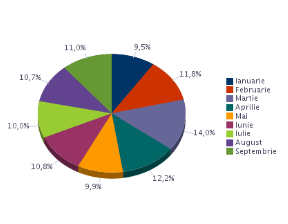 11,0%
9,5%
10,7%
11,8%
10,0%
14,0%
10,8%
9,9%
12,2%
Ianuarie
Februarie
Martie
Aprilie
Mai
Iunie
Iulie
August
Septembrie